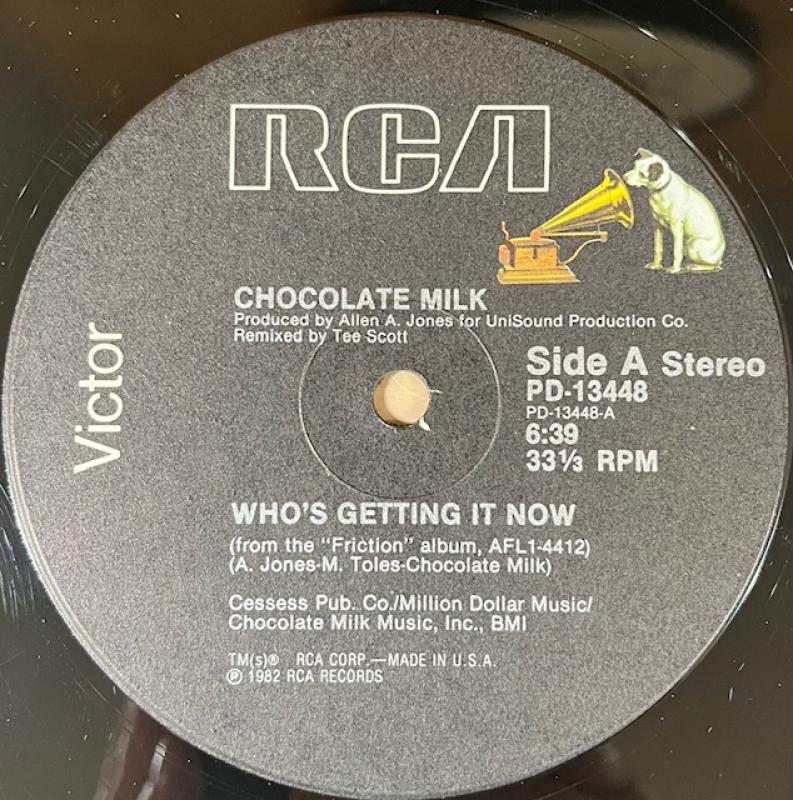 RCA
Victor
CHOCOLATE MILK
Produced by Allen A. Jones for UniSound Production Co.
Remixed by Tee Scott
Side A Stereo
PD-13448
PD-13448-A
6:39
33⅓ RPM
WHO'S GETTING IT NOW
(from the "Friction" album, AFL1-4412)
(A. Jones-M. Toles-Chocolate Milk)
Cessess Pub. Co./Million Dollar Music/
Chocolate Milk Music, Inc., BMI
TM(s)® RCA CORP.—MADE IN U.S.A.
℗ 1982 RCA RECORDS